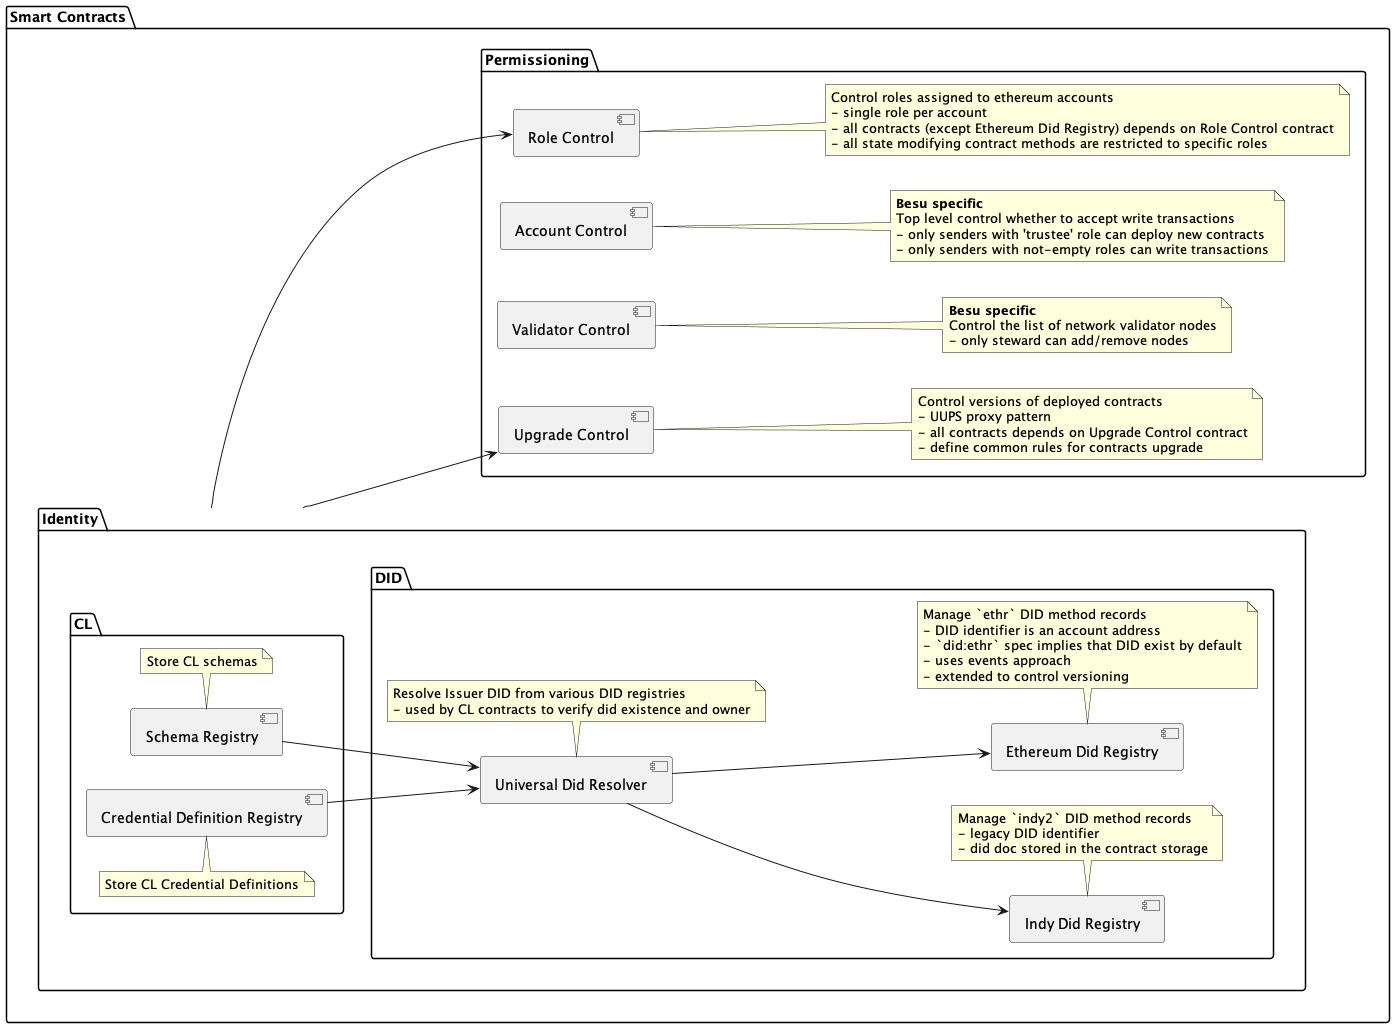 Smart Contracts
Permissioning
Role Control
Control roles assigned to ethereum accounts
- single role per account
- all contracts (except Ethereum Did Registry) depends on Role Control contract
- all state modifying contract methods are restricted to specific roles
Account Control
Besu specific
Top level control whether to accept write transactions
- only senders with 'trustee' role can deploy new contracts
- only senders with not-empty roles can write transactions
Validator Control
Besu specific
Control the list of network validator nodes
- only steward can add/remove nodes
Upgrade Control
Control versions of deployed contracts
- UUPS proxy pattern
- all contracts depends on Upgrade Control contract
- define common rules for contracts upgrade
Identity
CL
Store CL schemas
Schema Registry
Credential Definition Registry
Store CL Credential Definitions
DID
Resolve Issuer DID from various DID registries
- used by CL contracts to verify did existence and owner
Universal Did Resolver
Manage `ethr` DID method records
- DID identifier is an account address
- `did:ethr` spec implies that DID exist by default
- uses events approach
- extended to control versioning
Ethereum Did Registry
Manage `indy2` DID method records
- legacy DID identifier
- did doc stored in the contract storage
Indy Did Registry